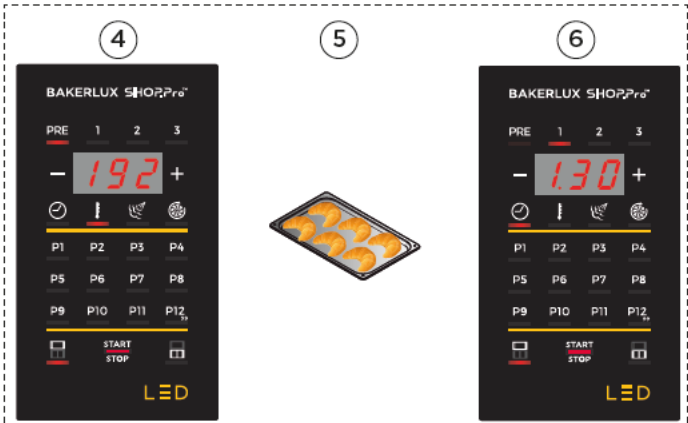 4
5
6
BAKERLUX SHOP.Pro™
PRE 1 2 3
- 192 +
P1 P2 P3 P4
P5 P6 P7 P8
P9 P10 P11 P12
START
STOP
LED
BAKERLUX SHOP.Pro™
PRE 1 2 3
- 1.30 +
P1 P2 P3 P4
P5 P6 P7 P8
P9 P10 P11 P12
START
STOP
LED